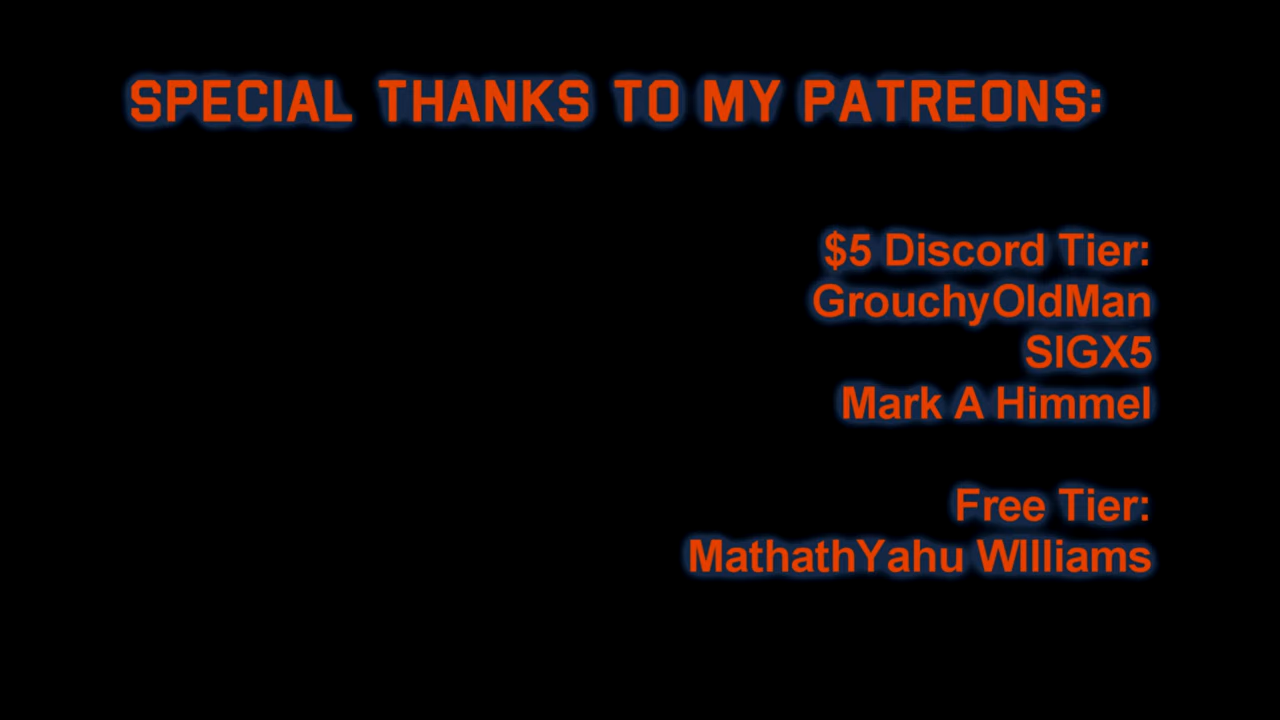 SPECIAL THANKS TO MY PATREONS:
$5 Discord Tier:
GrouchyOldMan
SIGX5
Mark A Himmel
Free Tier:
MathathYahu WIlliams